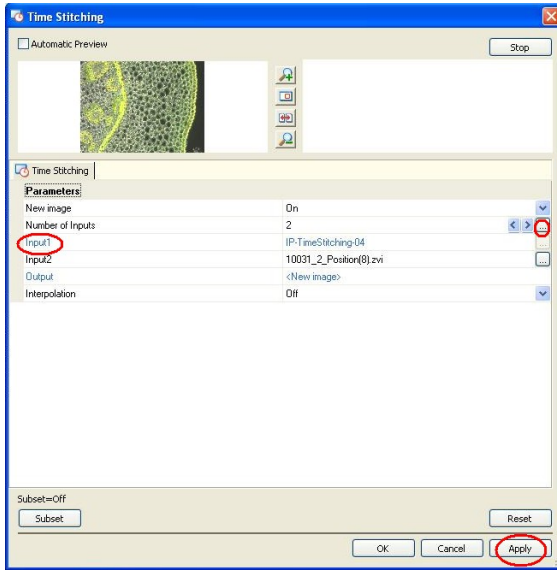 Time Stitching
Automatic Preview
Stop
Time Stitching
Parameters
New image On
Number of Inputs 2 ...
Input1 IP-TimeStitching-04 ...
Input2 10031_2_Position(8).zvi ...
Output <New image>
Interpolation Off
Subset=Off
Subset Reset
OK Cancel Apply